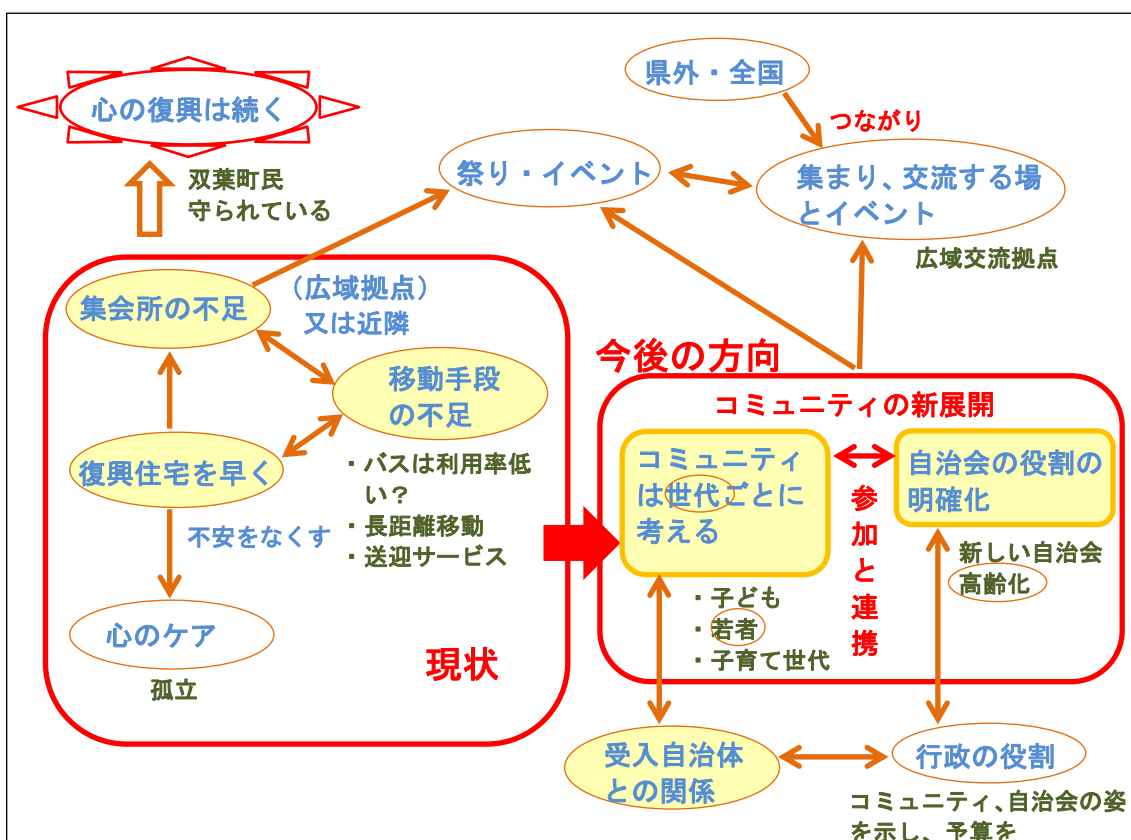 心の復興は続く
双葉町民
守られている
県外・全国
つながり
祭り・イベント
集まり、交流する場
とイベント
広域交流拠点
集会所の不足
（広域拠点）
又は近隣
移動手段
の不足
復興住宅を早く
・バスは利用率低
い？
・長距離移動
・送迎サービス
不安をなくす
心のケア
孤立
現状
今後の方向
コミュニティの新展開
コミュニティ
は世代ごとに
考える
自治会の役割の
明確化
参加と連携
新しい自治会
高齢化
・子ども
・若者
・子育て世代
受入自治体
との関係
行政の役割
コミュニティ、自治会の姿
を示し、予算を